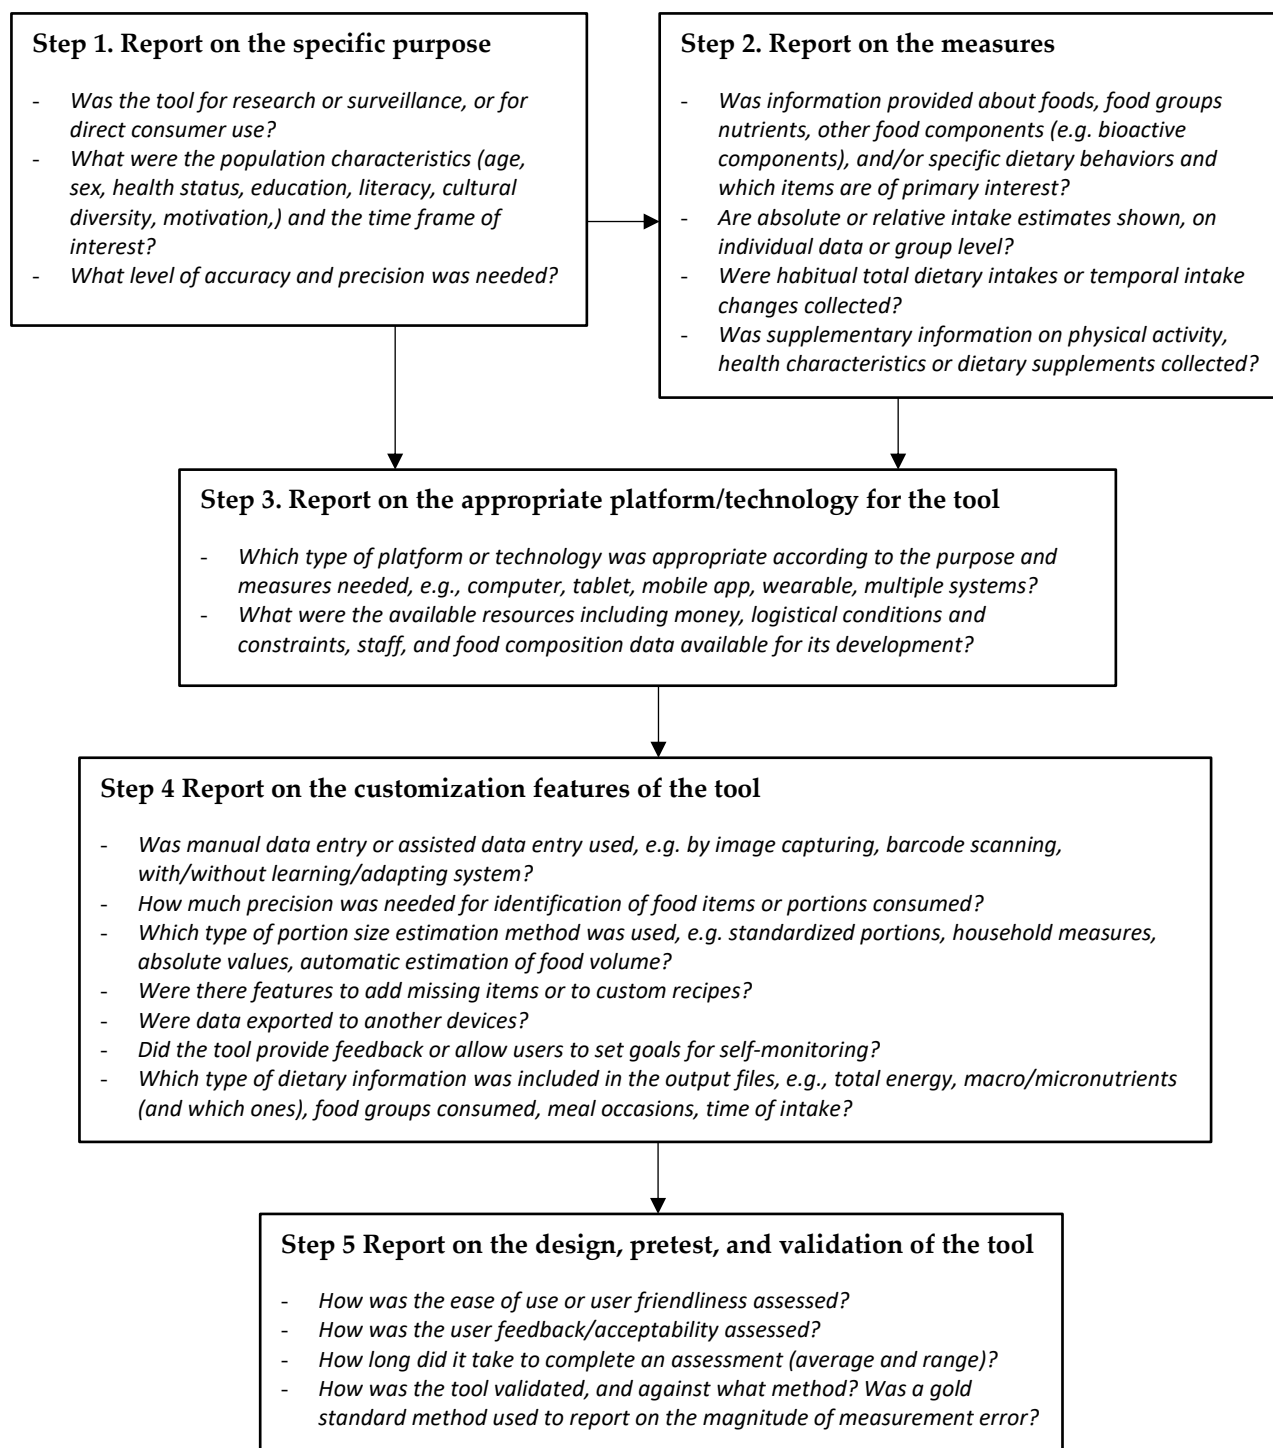 Step 1. Report on the specific purpose
- Was the tool for research or surveillance, or for
direct consumer use?
- What were the population characteristics (age,
sex, health status, education, literacy, cultural
diversity, motivation,) and the time frame of
interest?
- What level of accuracy and precision was needed?
Step 2. Report on the measures
- Was information provided about foods, food groups
nutrients, other food components (e.g. bioactive
components), and/or specific dietary behaviors and
which items are of primary interest?
- Are absolute or relative intake estimates shown, on
individual data or group level?
- Were habitual total dietary intakes or temporal intake
changes collected?
- Was supplementary information on physical activity,
health characteristics or dietary supplements collected?
Step 3. Report on the appropriate platform/technology for the tool
- Which type of platform or technology was appropriate according to the purpose and
measures needed, e.g., computer, tablet, mobile app, wearable, multiple systems?
- What were the available resources including money, logistical conditions and
constraints, staff, and food composition data available for its development?
Step 4 Report on the customization features of the tool
- Was manual data entry or assisted data entry used, e.g. by image capturing, barcode scanning,
with/without learning/adapting system?
- How much precision was needed for identification of food items or portions consumed?
- Which type of portion size estimation method was used, e.g. standardized portions, household measures,
absolute values, automatic estimation of food volume?
- Were there features to add missing items or to custom recipes?
- Were data exported to another devices?
- Did the tool provide feedback or allow users to set goals for self-monitoring?
- Which type of dietary information was included in the output files, e.g., total energy, macro/micronutrients
(and which ones), food groups consumed, meal occasions, time of intake?
Step 5 Report on the design, pretest, and validation of the tool
- How was the ease of use or user friendliness assessed?
- How was the user feedback/acceptability assessed?
- How long did it take to complete an assessment (average and range)?
- How was the tool validated, and against what method? Was a gold
standard method used to report on the magnitude of measurement error?